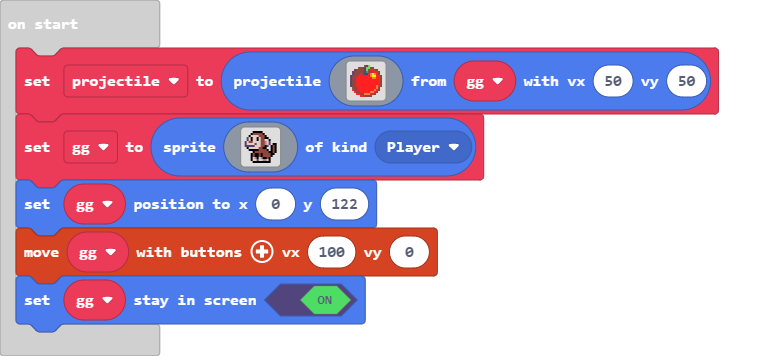 on start
set projectile to projectile from gg with vx 50 vy 50
set gg to sprite of kind Player
set gg position to x 0 y 122
move gg with buttons vx 100 vy 0
set gg stay in screen ON